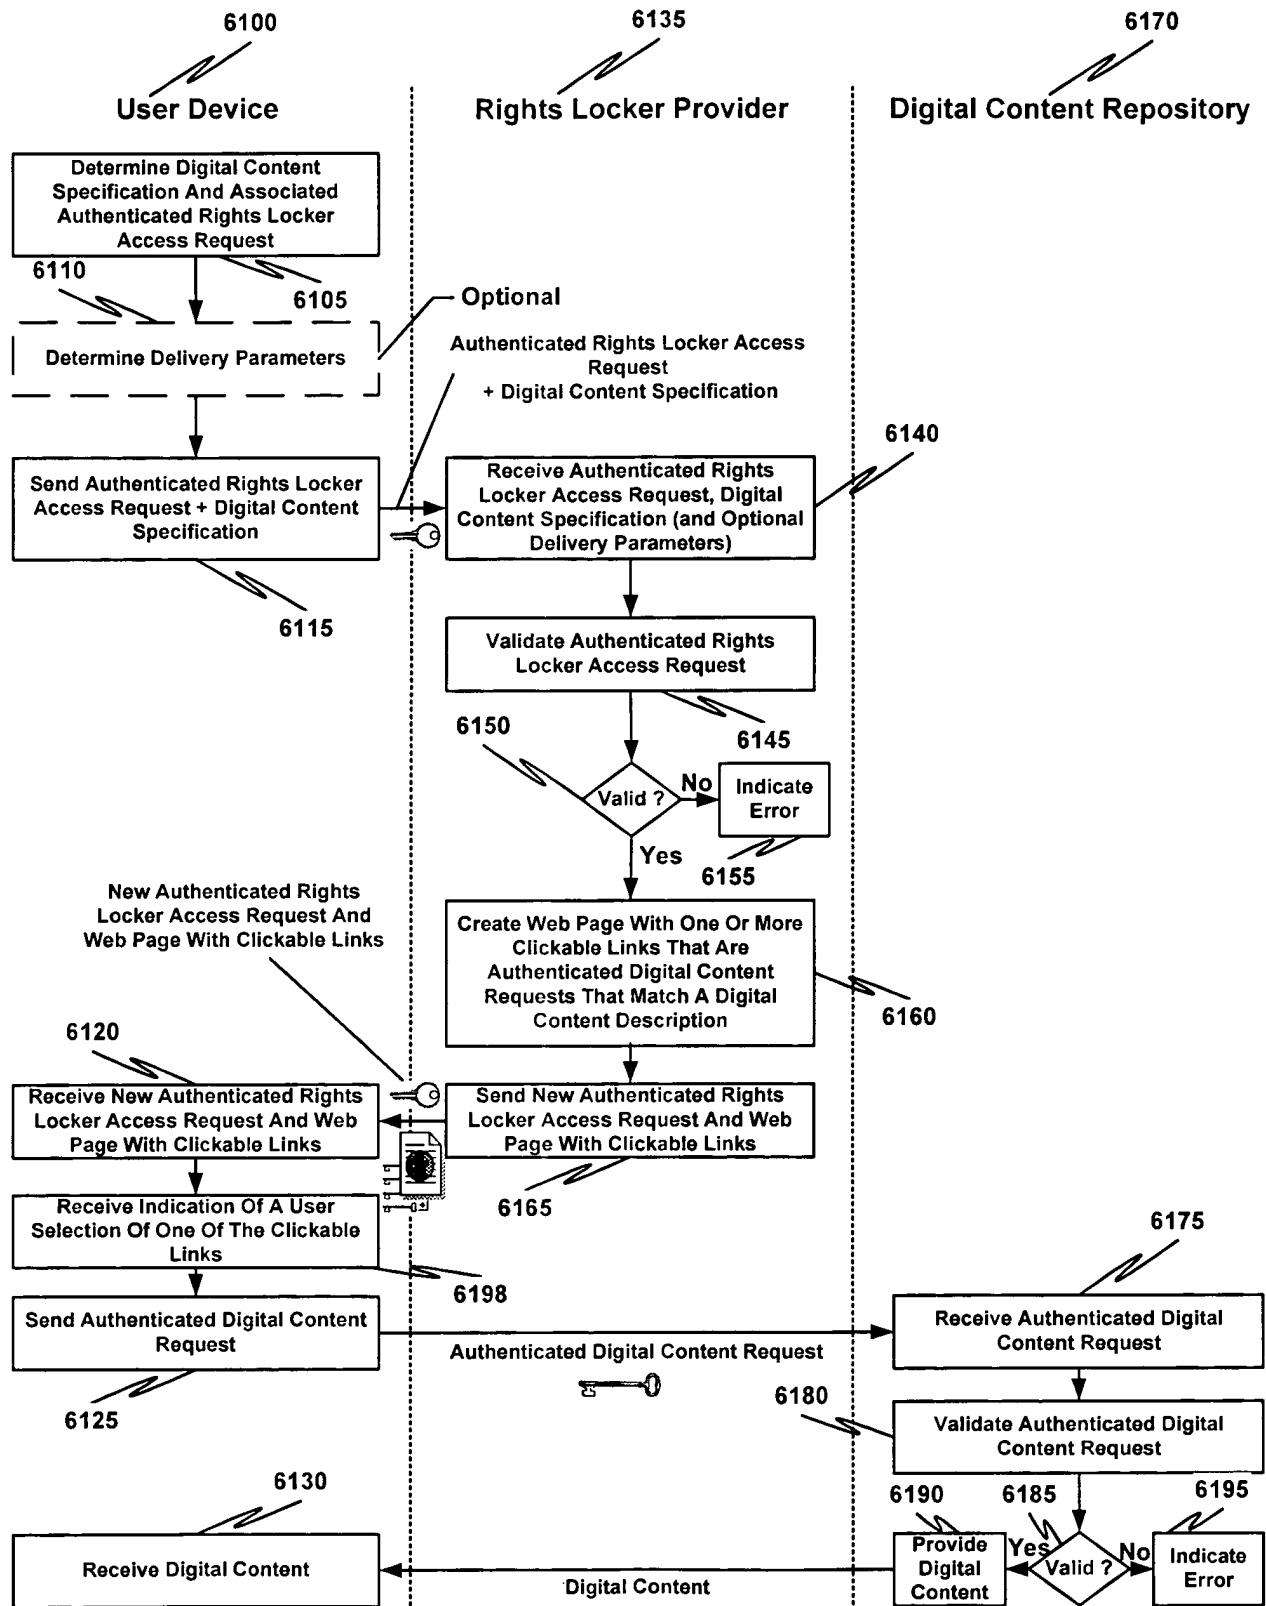 6100
6135
6170
User Device
Rights Locker Provider
Digital Content Repository
Determine Digital Content
Specification And Associated
Authenticated Rights Locker
Access Request
6110
6105
Optional
Determine Delivery Parameters
Authenticated Rights Locker Access
Request
+ Digital Content Specification
6140
Send Authenticated Rights Locker
Access Request + Digital Content
Specification
Receive Authenticated Rights
Locker Access Request, Digital
Content Specification (and Optional
Delivery Parameters)
6115
Validate Authenticated Rights
Locker Access Request
6150
6145
Valid ?
No
Indicate
Error
Yes
6155
New Authenticated Rights
Locker Access Request And
Web Page With Clickable Links
Create Web Page With One Or More
Clickable Links That Are
Authenticated Digital Content
Requests That Match A Digital
Content Description
6160
6120
Receive New Authenticated Rights
Locker Access Request And Web
Page With Clickable Links
Send New Authenticated Rights
Locker Access Request And Web
Page With Clickable Links
6165
Receive Indication Of A User
Selection Of One Of The Clickable
Links
6175
6198
Send Authenticated Digital Content
Request
Receive Authenticated Digital
Content Request
Authenticated Digital Content Request
6125
6180
Validate Authenticated Digital
Content Request
6130
6190
6185
6195
Receive Digital Content
Digital Content
Provide
Digital
Content
Yes
Valid ?
No
Indicate
Error